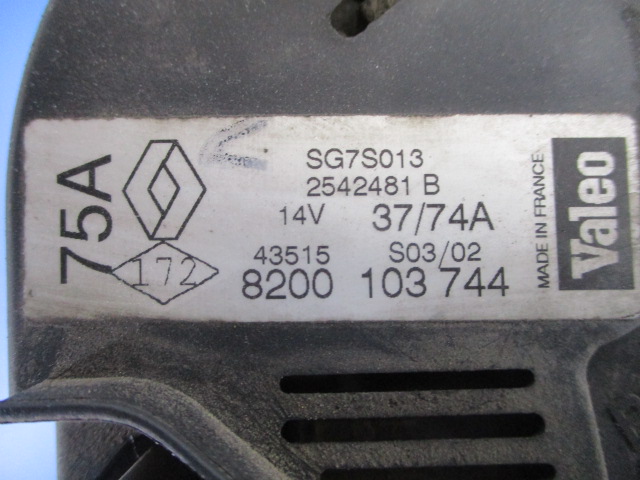 75A
172
SG7S013
2542481 B
14V 37/74A
43515 S03/02
8200 103 744
MADE IN FRANCE
Valeo